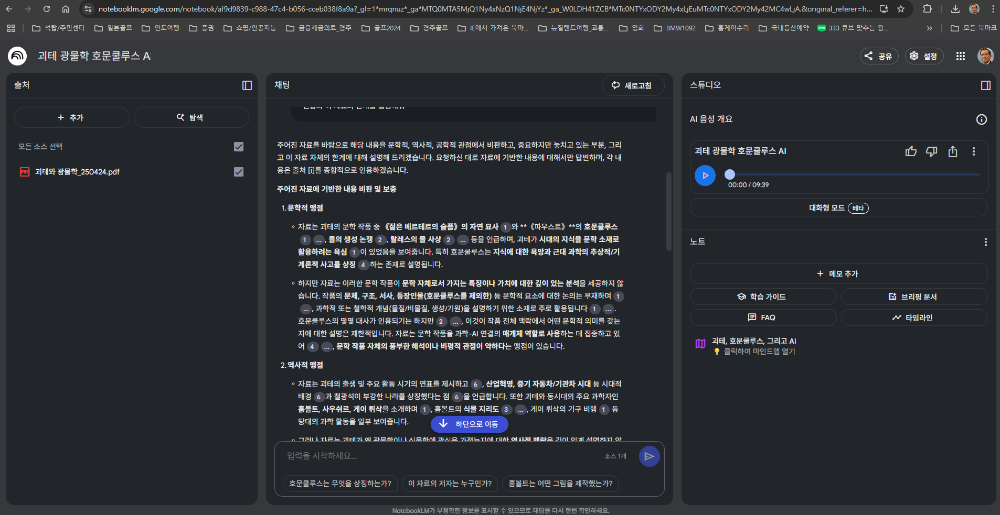 notebooklm.google.com/notebook/af9d9839-c988-47c4-b056-cceb038f8a9a?_gl=1*mrqnuz*_ga*MTQ0MTA5MjQ1Ny4xNzQ1NjE4NjYz*_ga_W0LDH41ZCB*MTc0NTYxODY2My4xLjEuMTc0NTYxODY2My42MC4wLjA.&original_referer=h...
석탑/주민센타 일본골프 인도여행 증권 쇼핑/인공지능 금융세금의료_경주 골프2024 경주골프 IE에서 가져온 북마... 뉴질랜드여행_교통... 영화 BMW1092 홈케어수리 국내등산예약 333 큐브 맞추는 왕... » 모든 북마크
괴테 광물학 호문쿨루스 AI
공유 설정
출처
+ 추가 탐색
모든 소스 선택
PDF 괴테와 광물학_250424.pdf
채팅 새로고침
주어진 자료를 바탕으로 해당 내용을 문학적, 역사적, 공학적 관점에서 비판하고, 중요하지만 놓치고 있는 부분, 그리
고 이 자료 자체의 한계에 대해 설명해 드리겠습니다. 요청하신 대로 자료에 기반한 내용에 대해서만 답변하며, 각 내
용은 출처 [i]를 종합적으로 인용하겠습니다.
주어진 자료에 기반한 내용 비판 및 보충
1. 문학적 맹점
◦ 자료는 괴테의 문학 작품 중 《젊은 베르테르의 슬픔》의 자연 묘사 1 와 **《파우스트》**의 호문쿨루스
1 ... , 돌의 생성 논쟁 2 , 탈레스의 물 사상 2 ... 등을 언급하며, 괴테가 시대의 지식을 문학 소재로
활용하려는 욕심 1 이 있었음을 보여줍니다. 특히 호문쿨루스는 지식에 대한 욕망과 근대 과학의 추상적/기
계론적 사고를 상징 4 하는 존재로 설명됩니다.
◦ 하지만 자료는 이러한 문학 작품이 문학 자체로서 가지는 특징이나 가치에 대한 깊이 있는 분석을 제공하지 않
습니다. 작품의 문체, 구조, 서사, 등장인물(호문쿨루스를 제외한) 등 문학적 요소에 대한 논의는 부재하며 1
... , 과학적 또는 철학적 개념(물질/비물질, 생성/기원)을 설명하기 위한 소재로 주로 활용됩니다 1 ... .
호문쿨루스의 몇몇 대사가 인용되기는 하지만 2 ... , 이것이 작품 전체 맥락에서 어떤 문학적 의미를 갖는
지에 대한 설명은 제한적입니다. 자료는 문학 작품을 과학-AI 연결의 매개체 역할로 사용하는 데 집중하고 있
어 4 ... , 문학 작품 자체의 풍부한 해석이나 비평적 관점이 약하다는 맹점이 있습니다.
2. 역사적 맹점
◦ 자료는 괴테의 출생 및 주요 활동 시기의 연표를 제시하고 6 , 산업혁명, 증기 자동차/기관차 시대 등 시대적
배경 6 과 철광석이 부강한 나라를 상징했다는 점 6 을 언급합니다. 또한 괴테와 동시대의 주요 과학자인
훔볼트, 사우쉬르, 게이 뤼삭을 소개하며 1 , 훔볼트의 식물 지리도 3 ... , 게이 뤼삭의 기구 비행 1 등
당대의 과학 활동을 일부 보여줍니다.
하단으로 이동
◦ 그러나 자료는 괴테가 왜 광물학이나 식물학에 관심을 가졌는지에 대한 역사적 맥락을 깊이 있게 설명하지 않
입력을 시작하세요... 소스 1개
호문쿨루스는 무엇을 상징하는가? 이 자료의 저자는 누구인가? 훔볼트는 어떤 그림을 제작했는가?
스튜디오
AI 음성 개요
괴테 광물학 호문쿨루스 AI
00:00 / 09:39
대화형 모드 베타
노트
+ 메모 추가
학습 가이드 브리핑 문서
FAQ 타임라인
괴테, 호문쿨루스, 그리고 AI
클릭하여 마인드맵 열기
NotebookLM가 부정확한 정보를 표시할 수 있으므로 대답을 다시 한번 확인하세요.